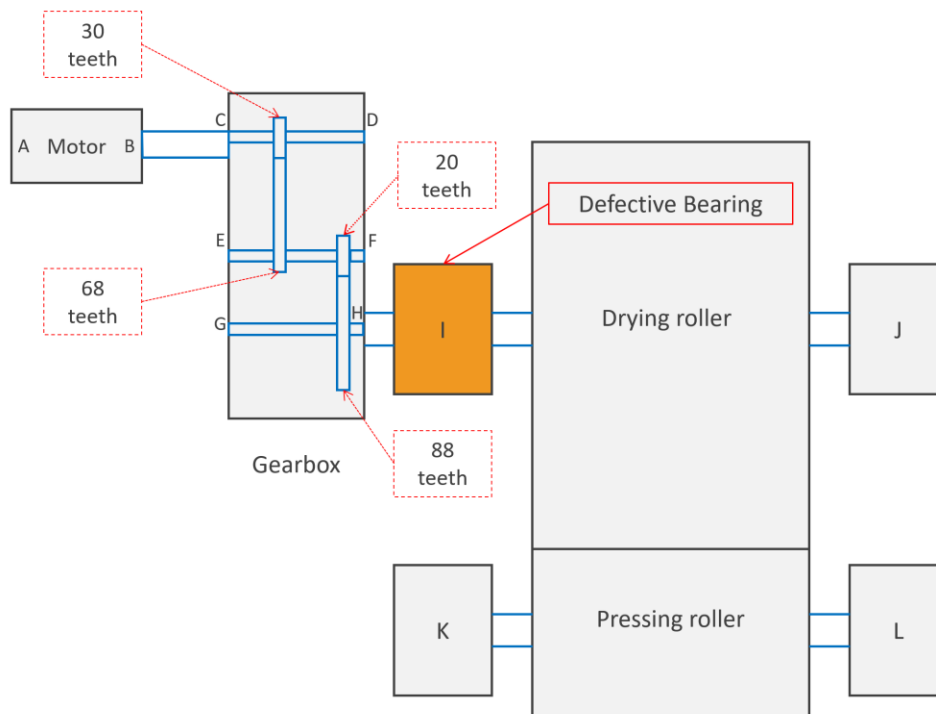 30
teeth
C
D
A
Motor
B
20
teeth
Defective Bearing
E
F
68
teeth
G
H
I
Drying roller
J
88
teeth
Gearbox
K
Pressing roller
L